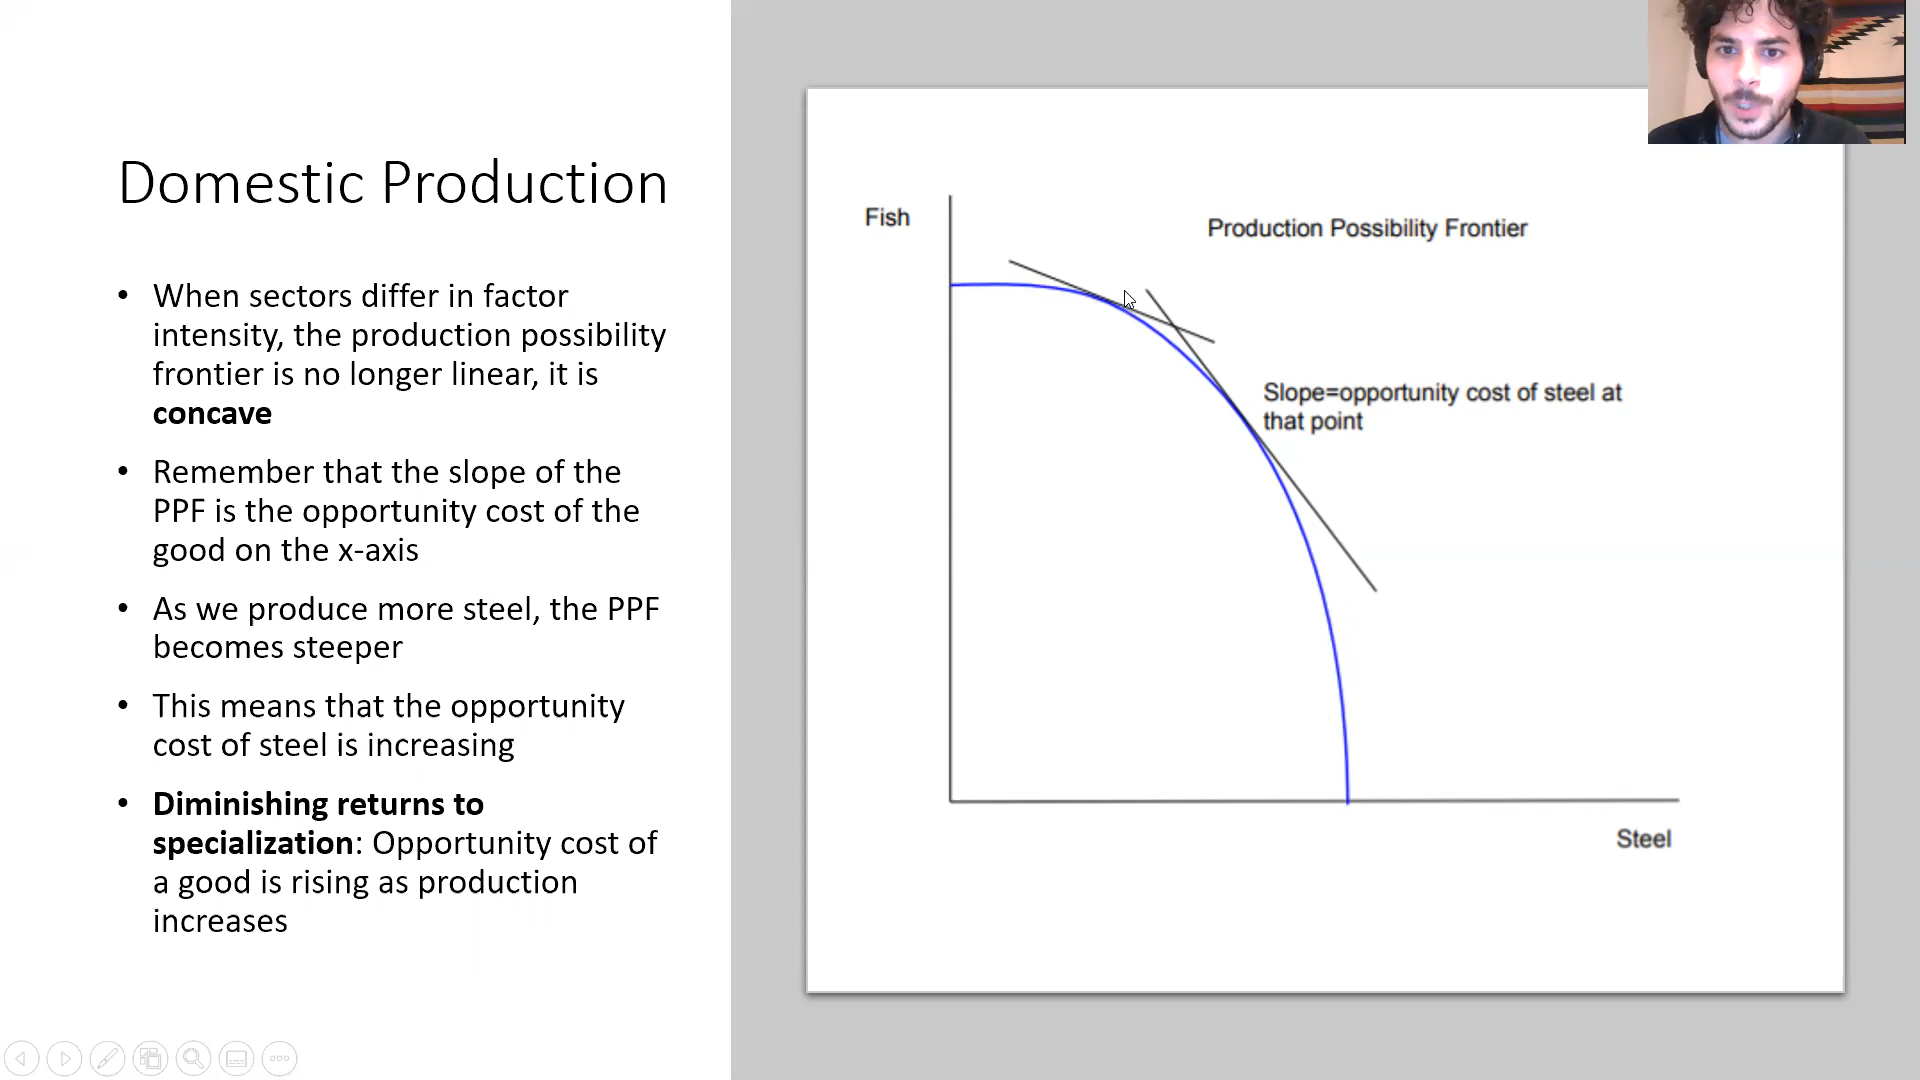 Domestic Production
• When sectors differ in factor
intensity, the production possibility
frontier is no longer linear, it is
concave
• Remember that the slope of the
PPF is the opportunity cost of the
good on the x-axis
• As we produce more steel, the PPF
becomes steeper
• This means that the opportunity
cost of steel is increasing
• Diminishing returns to
specialization: Opportunity cost of
a good is rising as production
increases
Fish
Production Possibility Frontier
Slope=opportunity cost of steel at
that point
Steel